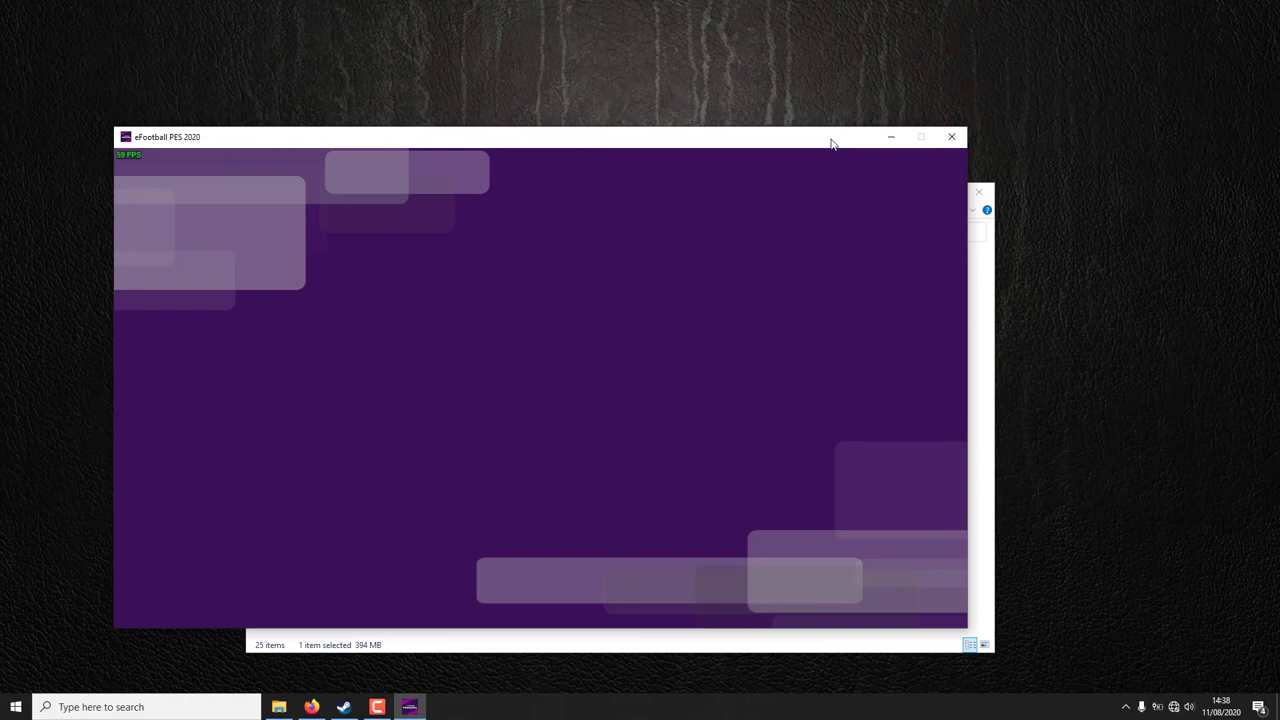 eFootball PES 2020
59 FPS
25 items 1 item selected 394 MB
Type here to search
14:38
11/08/2020